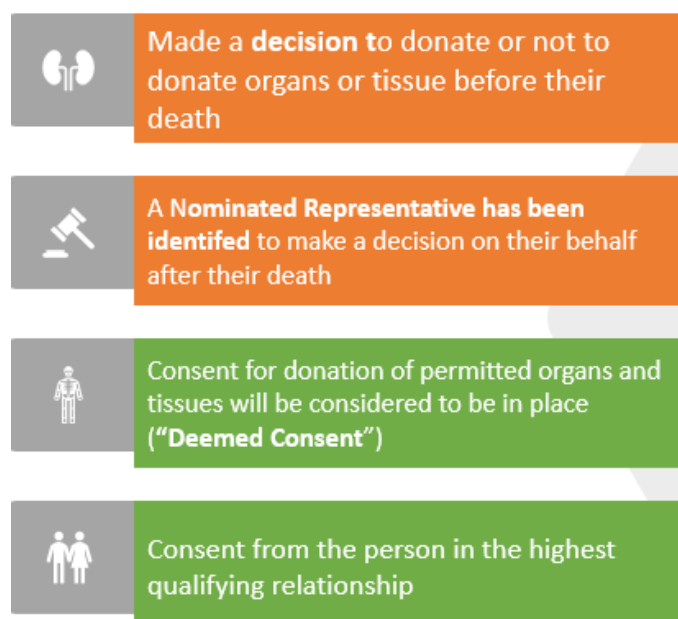 Made a decision to donate or not to
donate organs or tissue before their
death
A Nominated Representative has been
identifed to make a decision on their behalf
after their death
Consent for donation of permitted organs and
tissues will be considered to be in place
(“Deemed Consent”)
Consent from the person in the highest
qualifying relationship